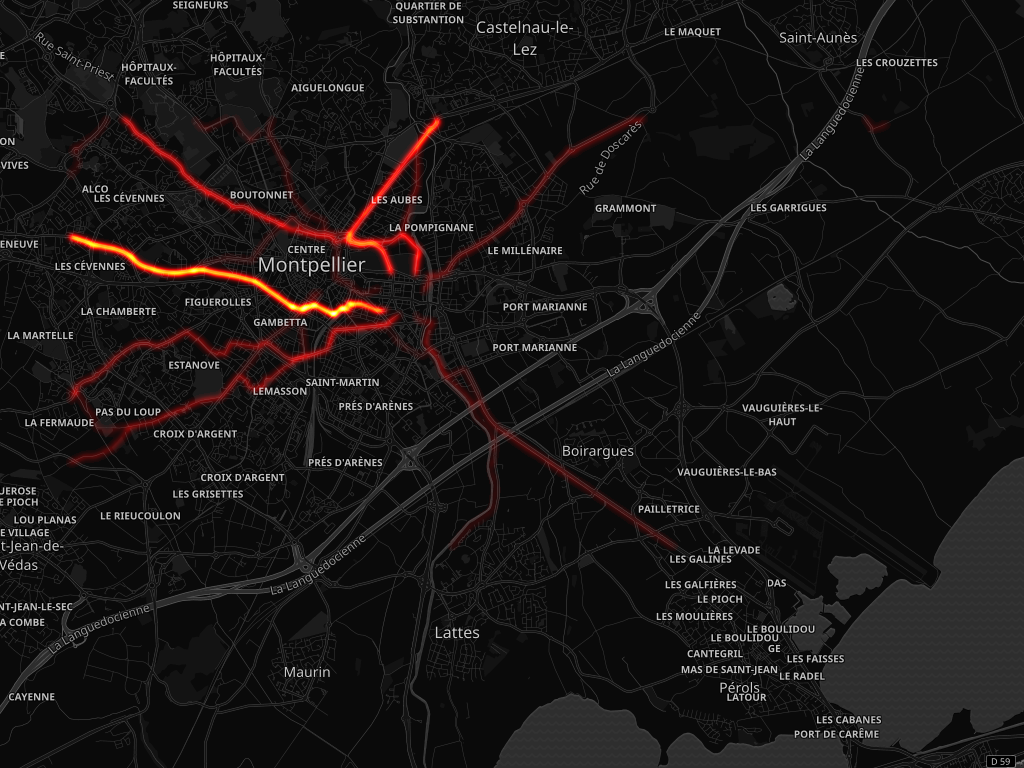 SEIGNEURS
QUARTIER DE
SUBSTANTION
Castelnau-le-
Lez
LE MAQUET
Saint-Aunès
Rue Saint-Priest
HÔPITAUX-
FACULTÉS
HÔPITAUX-
FACULTÉS
LES CROUZETTES
AIGUELONGUE
La Languedocienne
ON
VIVES
Rue de Doscarès
ALCO
LES CÉVENNES
BOUTONNET
LES AUBES
GRAMMONT
LES GARRIGUES
LA POMPIGNANE
ENEUVE
CENTRE
LE MILLÉNAIRE
LES CÉVENNES
Montpellier
FIGUEROLLES
PORT MARIANNE
LA CHAMBERTE
GAMBETTA
LA MARTELLE
PORT MARIANNE
La Languedocienne
ESTANOVE
SAINT-MARTIN
LEMASSON
PRÉS D'ARÈNES
PAS DU LOUP
LA FERMAUDE
VAUGUIÈRES-LE-
HAUT
CROIX D'ARGENT
Boirargues
PRÉS D'ARÈNES
VAUGUIÈRES-LE-BAS
CROIX D'ARGENT
UEROSE
E PIOCH
LES GRISETTES
PAILLETRICE
LOU PLANAS
LE RIEUCOULON
E VILLAGE
t-Jean-de-
Védas
LA LEVADE
LES GALINES
La Languedocienne
LES GALFIÈRES
DAS
LE PIOCH
NT-JEAN-LE-SEC
A COMBE
La Languedocienne
LES MOULIÈRES
LE BOULIDOU
LE BOULIDOU
GE
Lattes
CANTEGRIL
LES FAISSES
Maurin
MAS DE SAINT-JEAN
LE RADEL
Pérols
LATOUR
CAYENNE
LES CABANES
PORT DE CARÊME
D 59